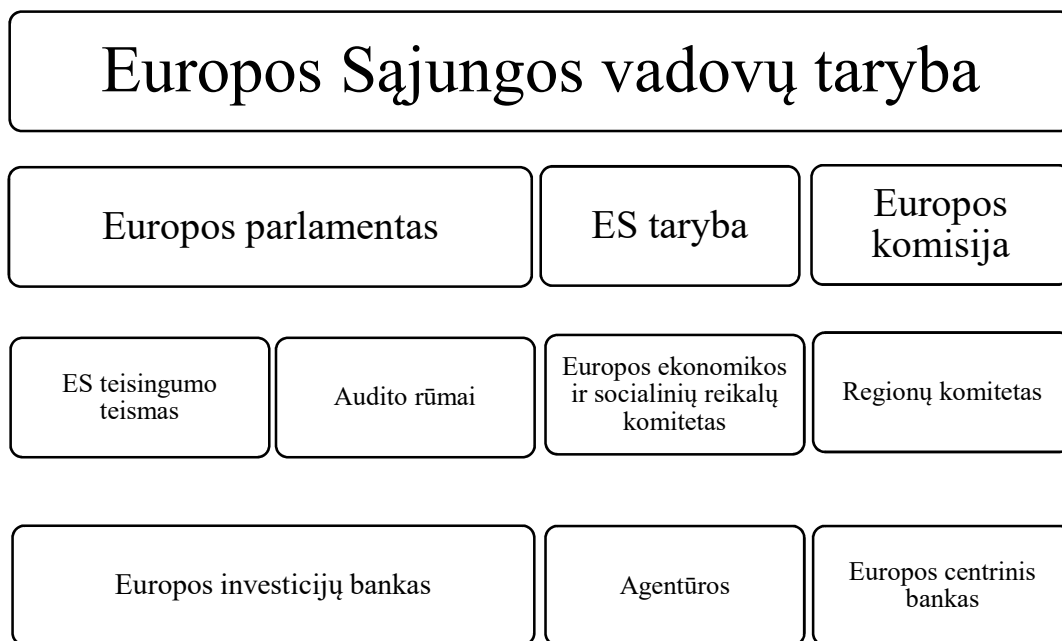 Europos Sąjungos vadovų taryba
Europos parlamentas
ES taryba
Europos
komisija
ES teisingumo
teismas
Audito rūmai
Europos ekonomikos
ir socialinių reikalų
komitetas
Regionų komitetas
Europos investicijų bankas
Agentūros
Europos centrinis
bankas